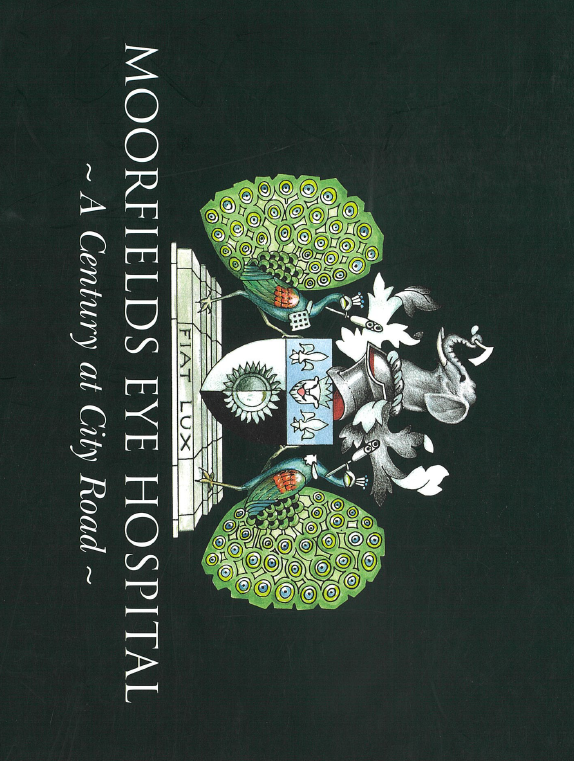 FIAT LUX
MOORFIELDS EYE HOSPITAL
~ A Century at City Road ~